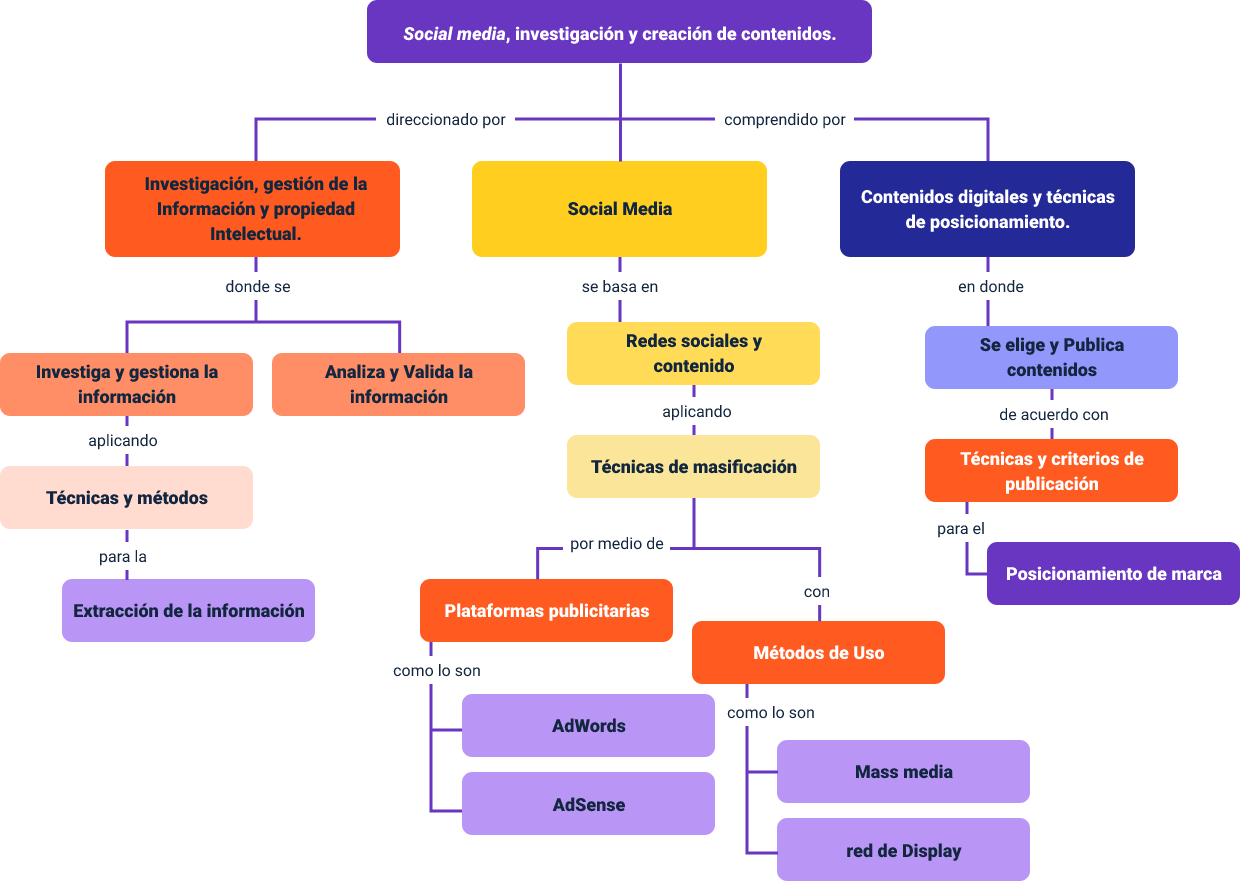 Social media, investigación y creación de contenidos.
direccionado por
comprendido por
Investigación, gestión de la
Información y propiedad
Intelectual.
Social Media
Contenidos digitales y técnicas
de posicionamiento.
donde se
se basa en
en donde
Investiga y gestiona la
información
Analiza y Valida la
información
Redes sociales y
contenido
Se elige y Publica
contenidos
aplicando
aplicando
de acuerdo con
Técnicas y métodos
Técnicas de masificación
Técnicas y criterios de
publicación
para la
por medio de
para el
Extracción de la información
Plataformas publicitarias
con
Posicionamiento de marca
Métodos de Uso
como lo son
AdWords
AdSense
como lo son
Mass media
red de Display